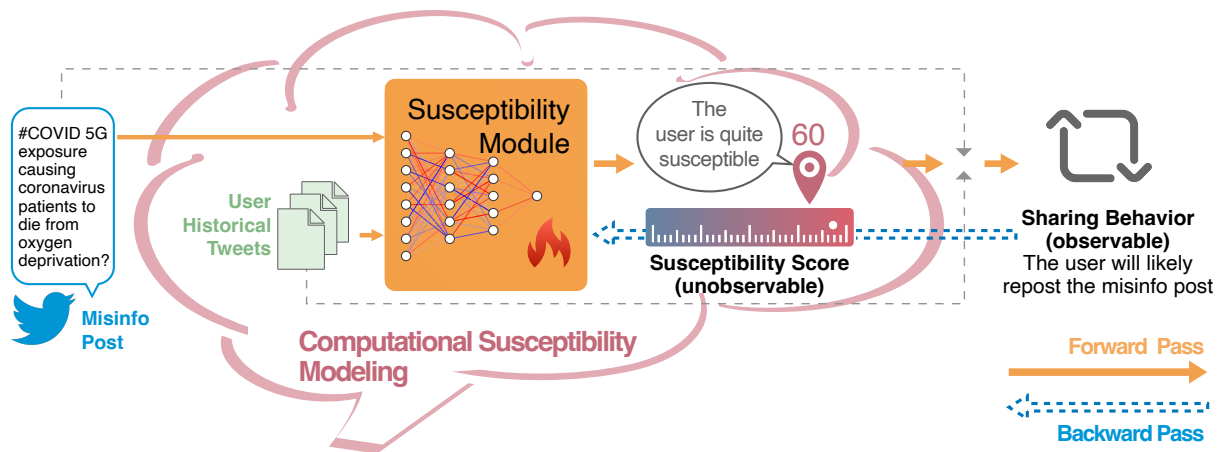 #COVID 5G
exposure
causing
coronavirus
patients to
die from
oxygen
deprivation?
Misinfo
Post
User
Historical
Tweets
Susceptibility
Module
The
user is quite
susceptible
60
Susceptibility Score
(unobservable)
Sharing Behavior
(observable)
The user will likely
repost the misinfo post
Computational Susceptibility
Modeling
Forward Pass
Backward Pass